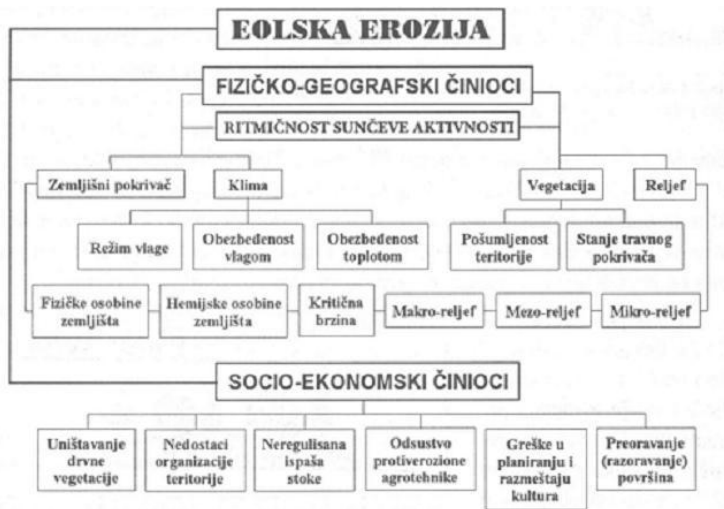 EOLSKA EROZIJA
FIZIČKO-GEOGRAFSKI ČINIOCI
RITMIČNOST SUNČEVE AKTIVNOSTI
Zemljišni pokrivač
Klima
Vegetacija
Reljef
Režim vlage
Obezbeđenost
vlagom
Obezbeđenost
toplotom
Pošumljenost
teritorije
Stanje travnog
pokrivača
Fizičke osobine
zemljišta
Hemijske osobine
zemljišta
Kritična
brzina
Makro-reljef
Mezo-reljef
Mikro-reljef
SOCIO-EKONOMSKI ČINIOCI
Uništavanje
drvne
vegetacije
Nedostaci
organizacije
teritorije
Neregulisana
ispaša
stoke
Odsustvo
protiverozione
agrotehnike
Greške u
planiranju i
razmeštaju
kultura
Preoravanje
(razoravanje)
površina